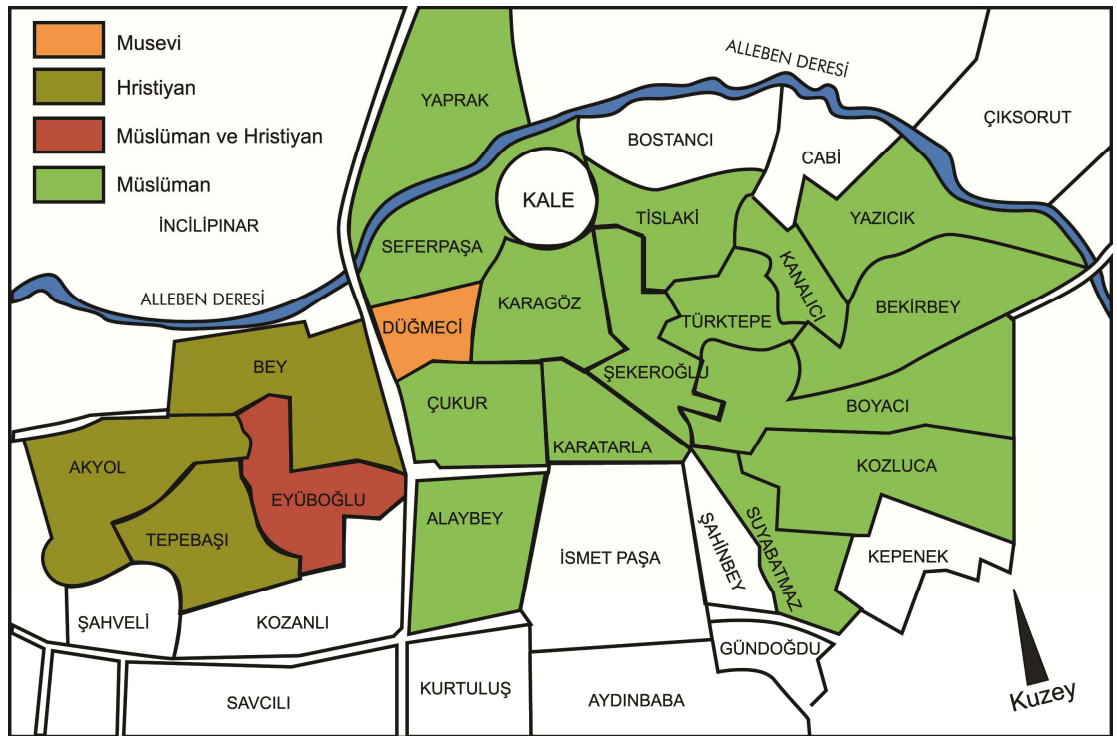 Musevi
Hristiyan
Müslüman ve Hristiyan
Müslüman
İNCİLIPINAR
ALLEBEN DERESİ
YAPRAK
ALLEBEN DERESİ
BOSTANCI
CABİ
ÇIKSORUT
KALE
TİSLAKİ
YAZICIK
SEFERPAŞA
KANALICI
KARAGÖZ
BEKİRBEY
DÜĞMECİ
TÜRKTEPE
BEY
ŞEKEROĞLU
ÇUKUR
BOYACI
KARATARLA
AKYOL
KOZLUCA
EYÜBOĞLU
ALAYBEY
TEPEBAŞI
SUYABATMAZ
ŞAHİNBEY
İSMET PAŞA
KEPENEK
ŞAHVELİ
KOZANLI
GÜNDOĞDU
KURTULUŞ
AYDINBABA
SAVCILI
Kuzey